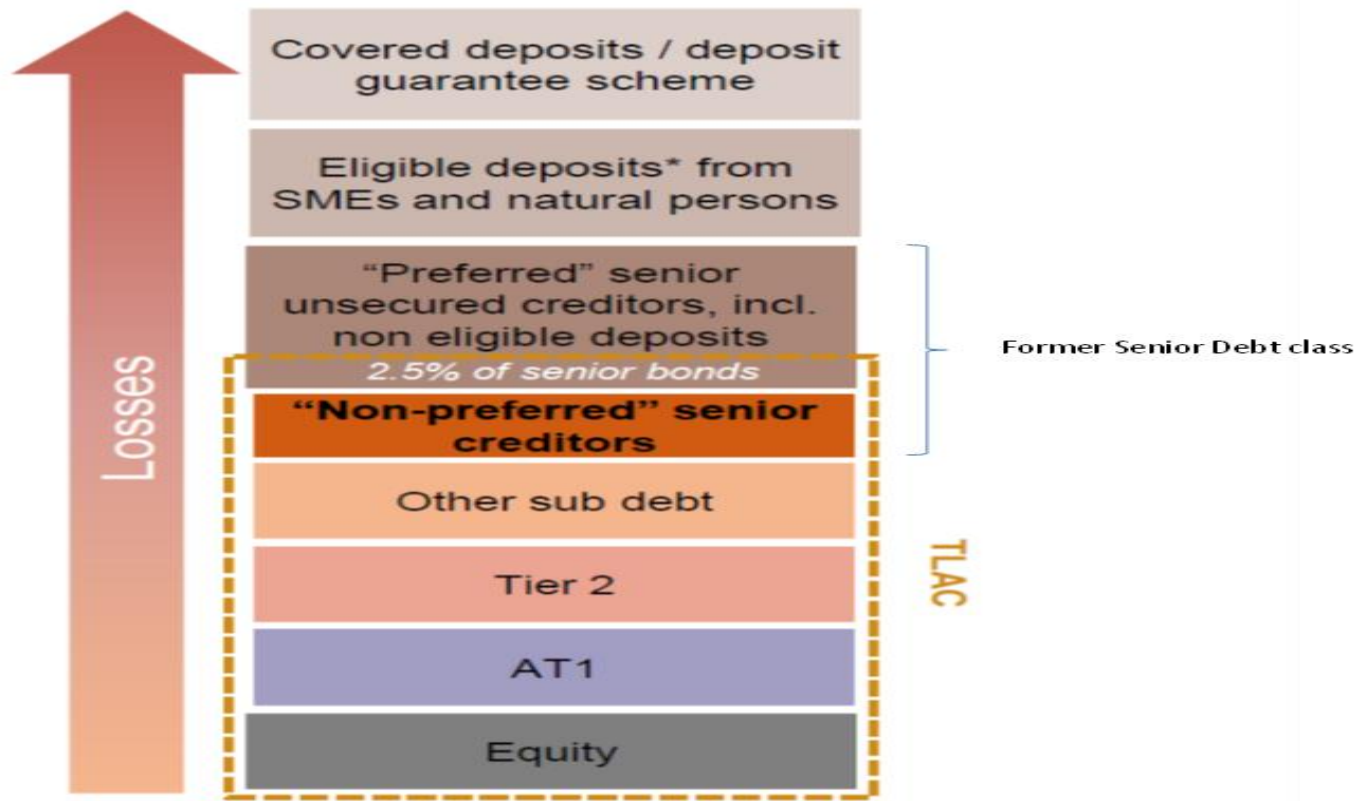 Covered deposits / deposit
guarantee scheme
Eligible deposits* from
SMEs and natural persons
“Preferred” senior
unsecured creditors, incl.
non eligible deposits
2.5% of senior bonds
“Non-preferred” senior
creditors
Other sub debt
Tier 2
AT1
Equity
Losses
Former Senior Debt class
TLAC